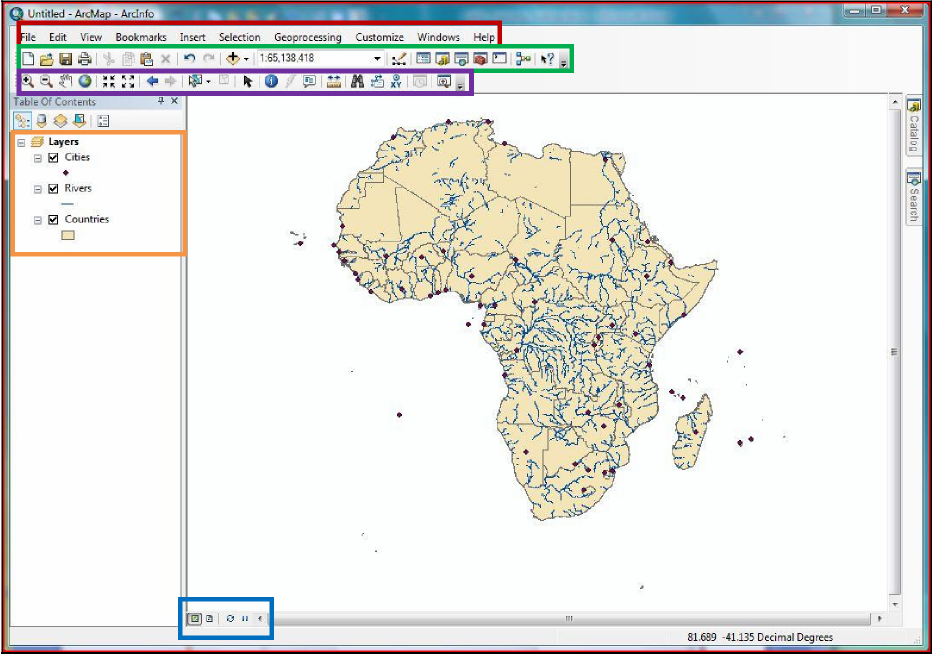 Untitled - ArcMap - ArcInfo
File Edit View Bookmarks Insert Selection Geoprocessing Customize Windows Help
1:65,138,418
XY
Table Of Contents
Layers
Cities
Rivers
Countries
Catalog
Search
81.689 -41.135 Decimal Degrees